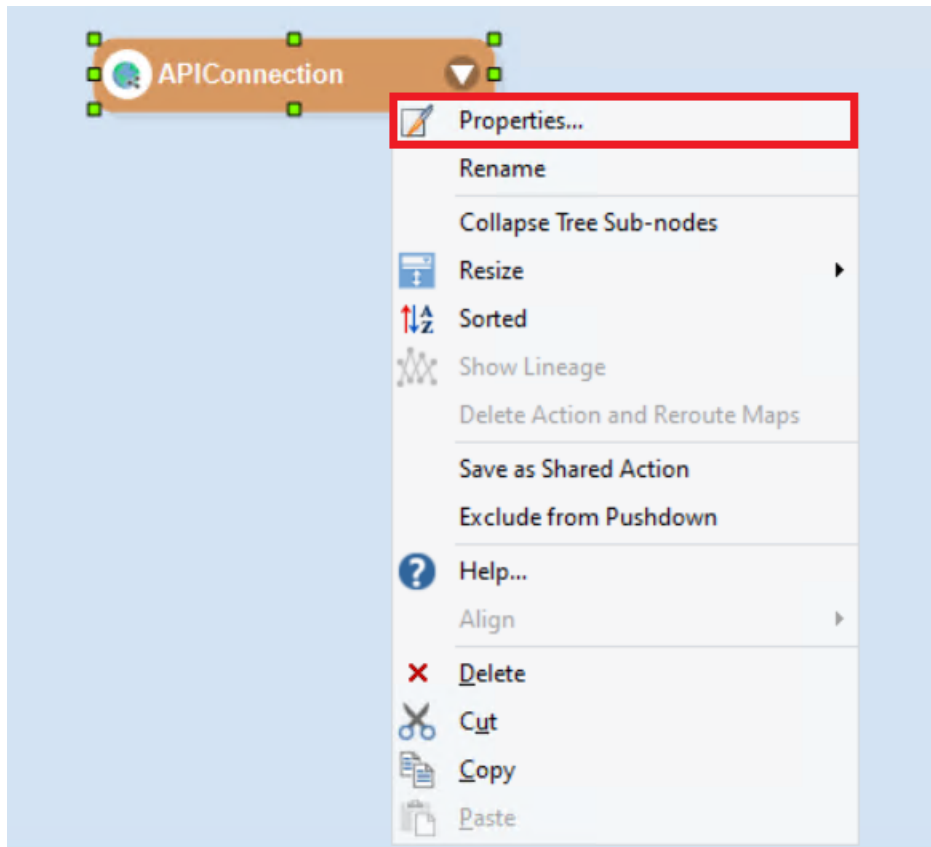 APIConnection
Properties...
Rename
Collapse Tree Sub-nodes
Resize
Sorted
Show Lineage
Delete Action and Reroute Maps
Save as Shared Action
Exclude from Pushdown
Help...
Align
Delete
Cut
Copy
Paste